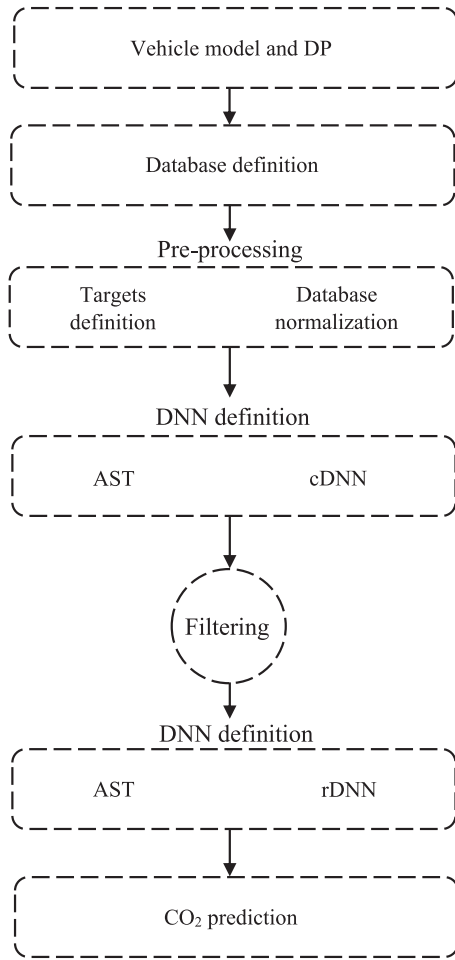 Vehicle model and DP
Database definition
Pre-processing
Targets definition
Database normalization
DNN definition
AST
cDNN
Filtering
DNN definition
AST
rDNN
CO₂ prediction